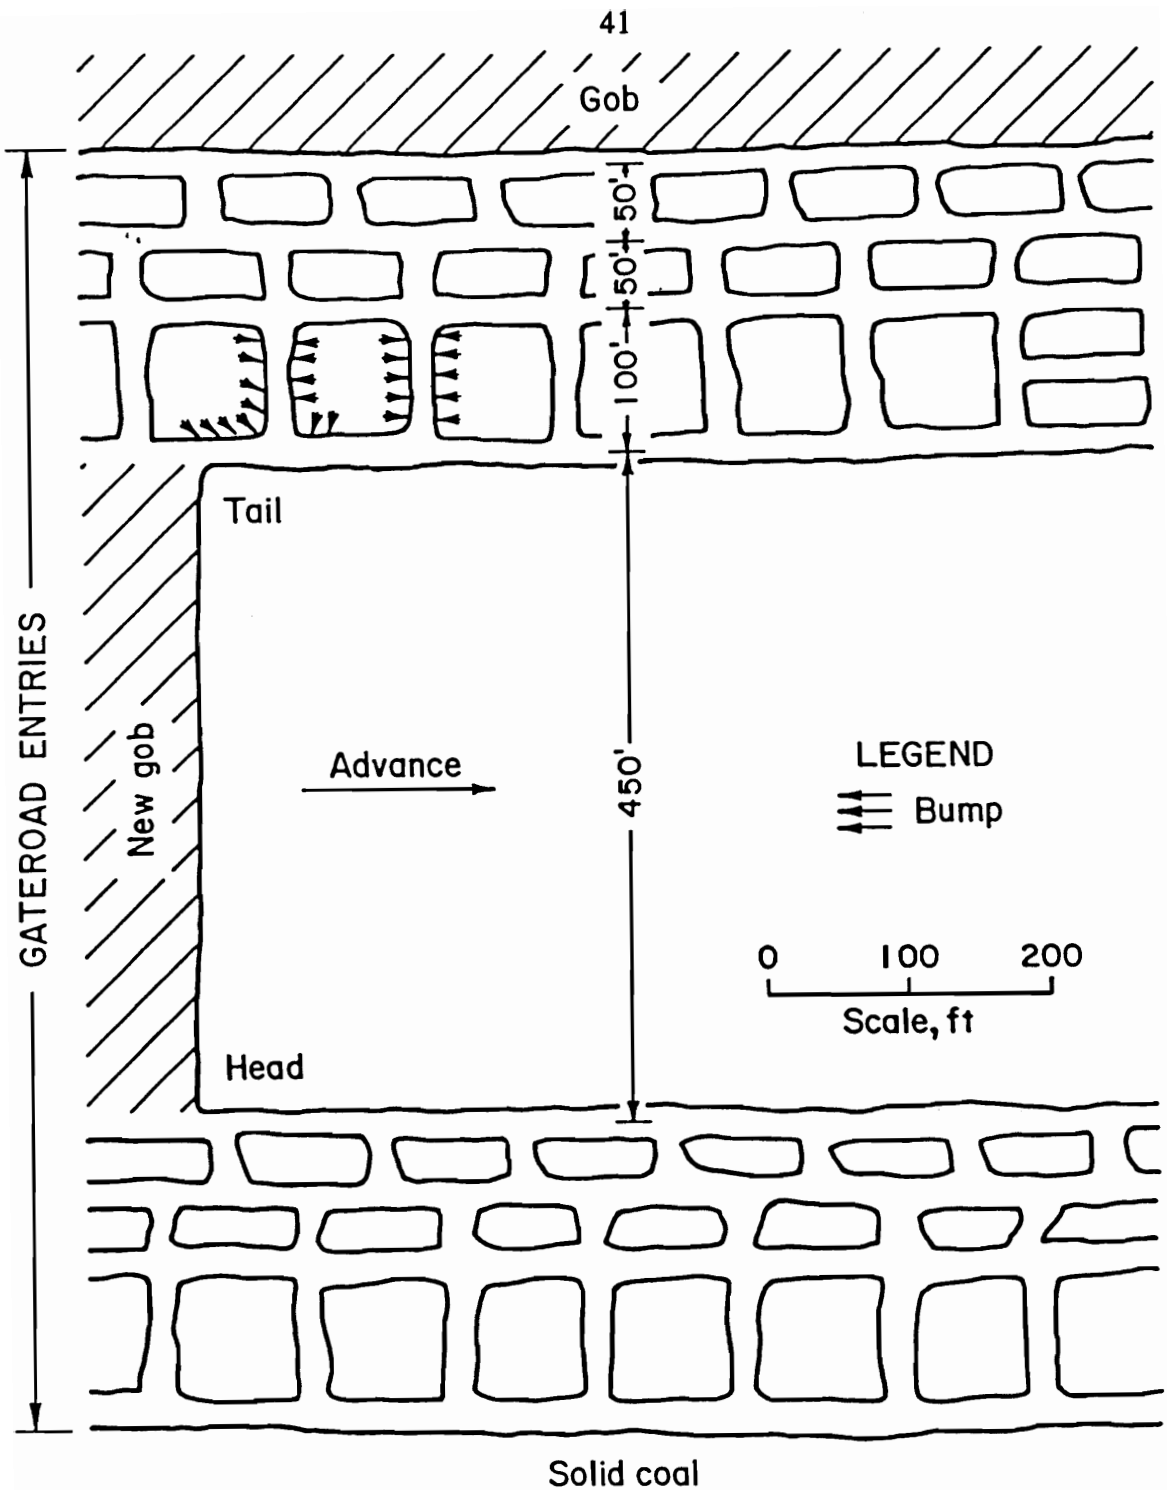 41
Gob
50'
50'
100'
Tail
GATEROAD ENTRIES
New gob
Advance
450'
LEGEND
Bump
0 100 200
Scale, ft
Head
Solid coal